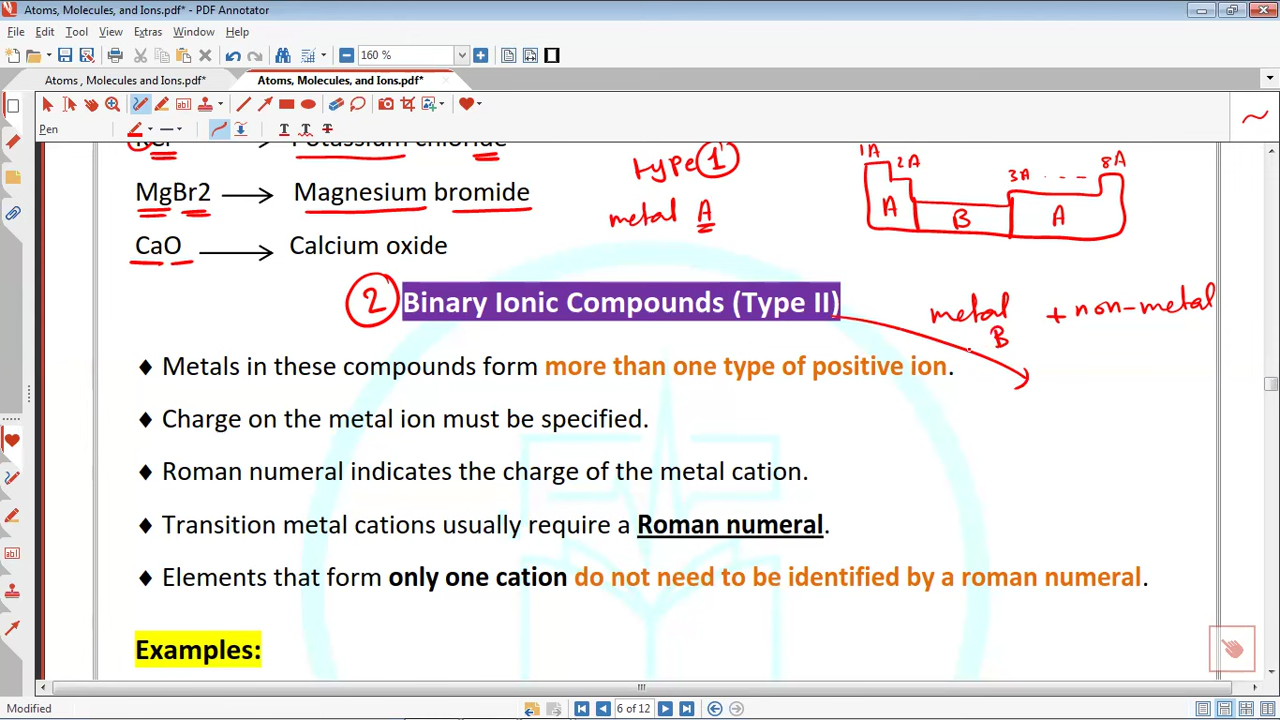 Atoms, Molecules, and Ions.pdf* - PDF Annotator
File Edit Tool View Extras Window Help
160 %
Atoms , Molecules and Ions.pdf* Atoms, Molecules, and Ions.pdf*
Pen
Potassium chloride
type 1
1A 2A 3A . . . - - 8A
MgBr2 Magnesium bromide
metal A
A B A
CaO Calcium oxide
2 Binary Ionic Compounds (Type II)
metal + non-metal
B
♦ Metals in these compounds form more than one type of positive ion.
♦ Charge on the metal ion must be specified.
♦ Roman numeral indicates the charge of the metal cation.
♦ Transition metal cations usually require a Roman numeral.
♦ Elements that form only one cation do not need to be identified by a roman numeral.
Examples:
Modified 6 of 12